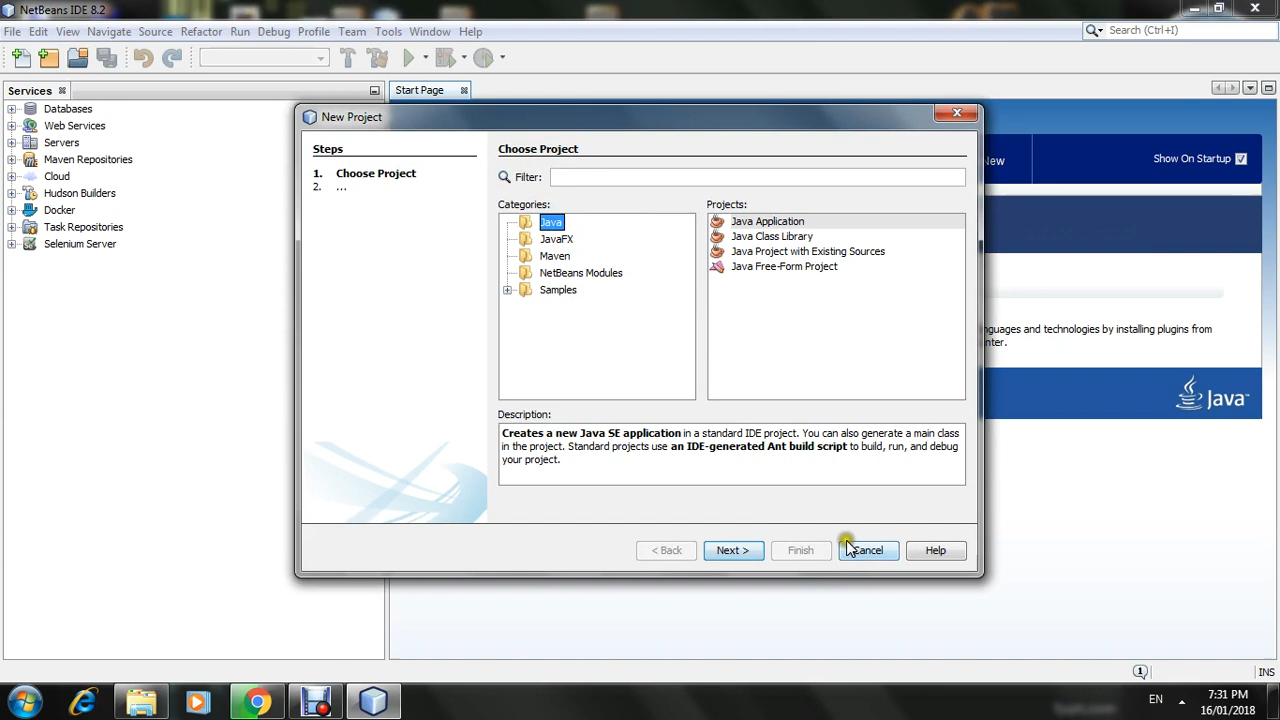 NetBeans IDE 8.2
File Edit View Navigate Source Refactor Run Debug Profile Team Tools Window Help
Search (Ctrl+I)
Services
Start Page
Databases
Web Services
Servers
Maven Repositories
Cloud
Hudson Builders
Docker
Task Repositories
Selenium Server
New Project
Steps
1. Choose Project
2. ...
Choose Project
Filter:
Categories:
Java
JavaFX
Maven
NetBeans Modules
Samples
Projects:
Java Application
Java Class Library
Java Project with Existing Sources
Java Free-Form Project
Description:
Creates a new Java SE application in a standard IDE project. You can also generate a main class
in the project. Standard projects use an IDE-generated Ant build script to build, run, and debug
your project.
< Back Next > Finish Cancel Help
New
Show On Startup
nguages and technologies by installing plugins from
nter.
Java
1
INS
EN
7:31 PM
16/01/2018